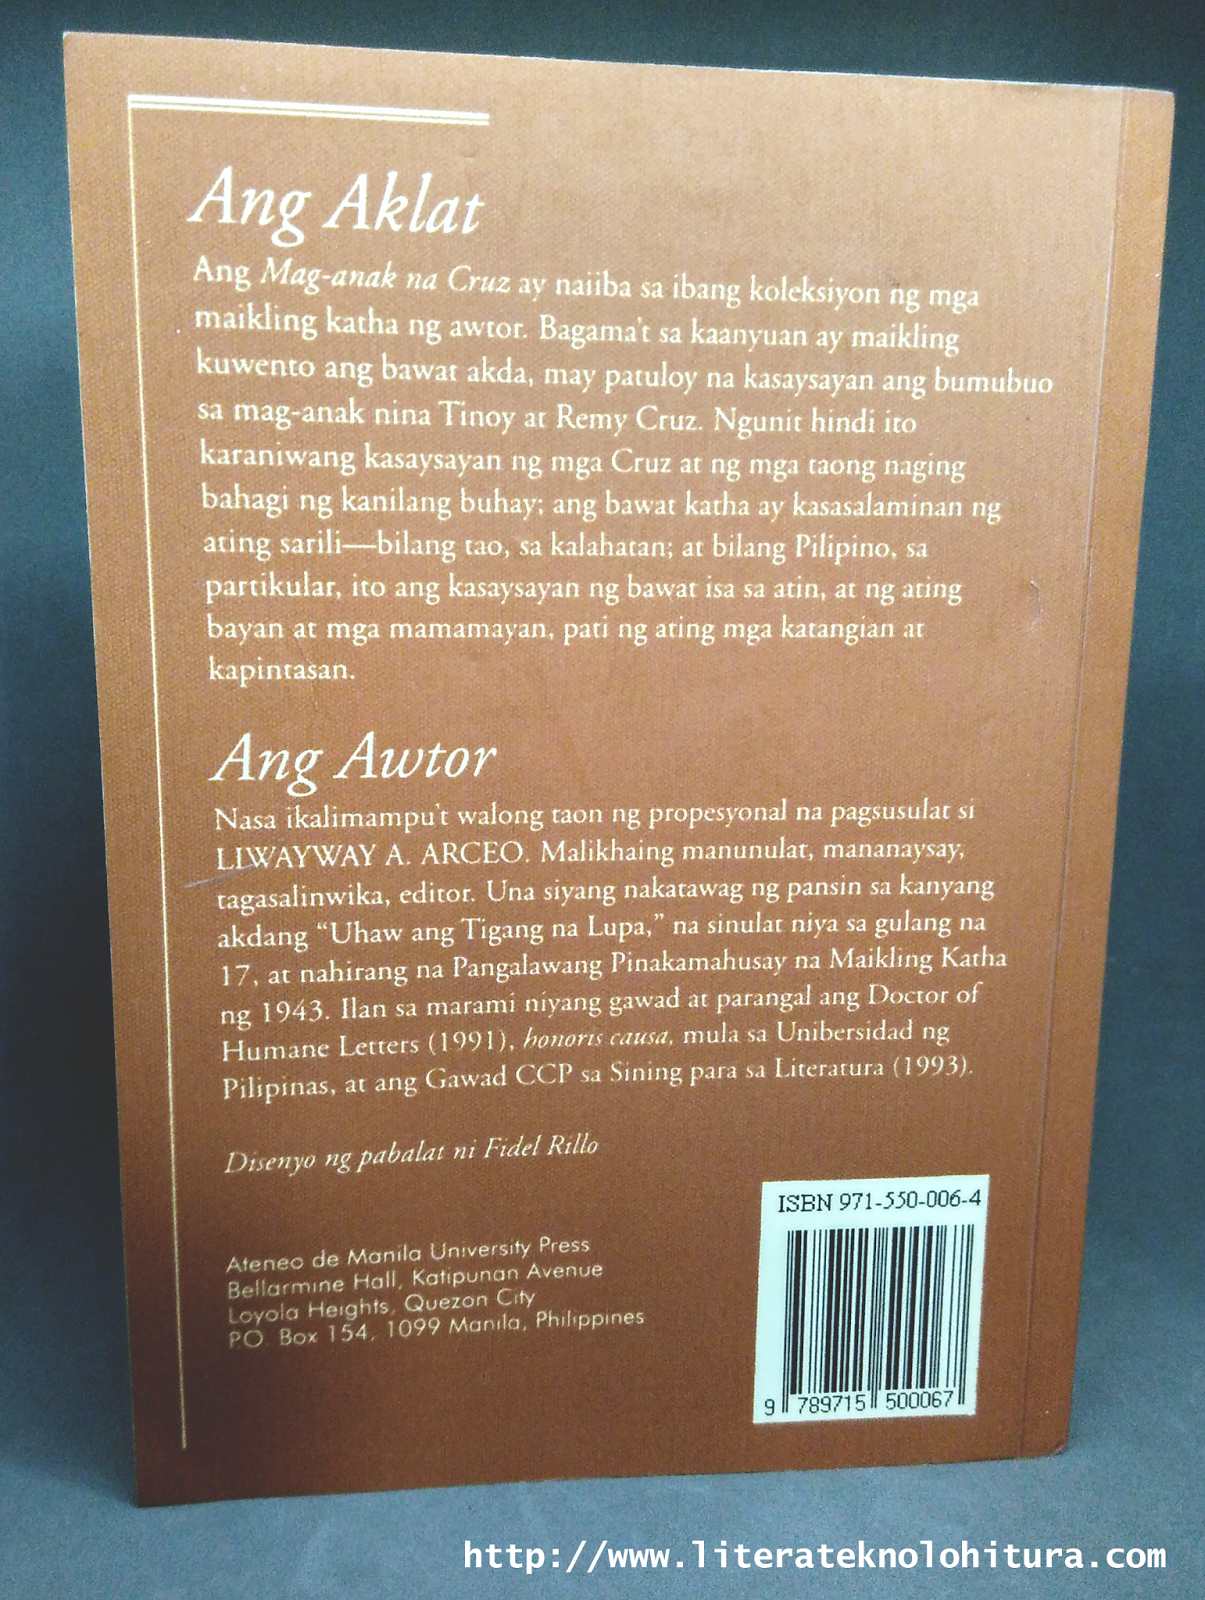 Ang Aklat
Ang Mag-anak na Cruz ay naiiba sa ibang koleksiyon ng mga
maikling katha ng awtor. Bagama't sa kaanyuan ay maikling
kuwento ang bawat akda, may patuloy na kasaysayan ang bumubuo
sa mag-anak nina Tinoy at Remy Cruz. Ngunit hindi ito
karaniwang kasaysayan ng mga Cruz at ng mga taong naging
bahagi ng kanilang buhay; ang bawat katha ay kasasalaminan ng
ating sarili—bilang tao, sa kalahatan; at bilang Pilipino, sa
partikular, ito ang kasaysayan ng bawat isa sa atin, at ng ating
bayan at mga mamamayan, pati ng ating mga katangian at
kapintasan.
Ang Awtor
Nasa ikalimampu't walong taon ng propesyonal na pagsusulat si
LIWAYWAY A. ARCEO. Malikhaing manunulat, mananaysay,
tagasalinwika, editor. Una siyang nakatawag ng pansin sa kanyang
akdang “Uhaw ang Tigang na Lupa,” na sinulat niya sa gulang na
17, at nahirang na Pangalawang Pinakamahusay na Maikling Katha
ng 1943. Ilan sa marami niyang gawad at parangal ang Doctor of
Humane Letters (1991), honoris causa, mula sa Unibersidad ng
Pilipinas, at ang Gawad CCP sa Sining para sa Literatura (1993).
Disenyo ng pabalat ni Fidel Rillo
Ateneo de Manila University Press
Bellarmine Hall, Katipunan Avenue
Loyola Heights, Quezon City
P.O. Box 154, 1099 Manila, Philippines
ISBN 971-550-006-4
9 789715 500067
http://www.literateknolohitura.com